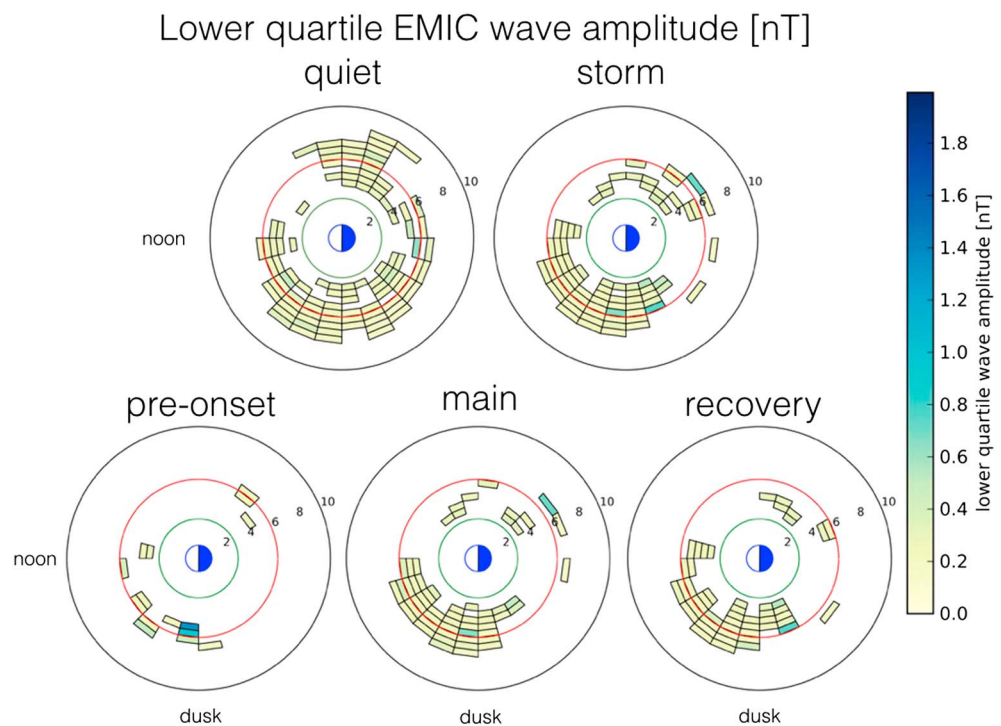 Lower quartile EMIC wave amplitude [nT]
quiet
storm
noon
2
4
6
8
10
2
4
6
8
10
pre-onset
main
recovery
noon
2
4
6
8
10
2
4
6
8
10
2
4
6
8
10
dusk
dusk
dusk
1.8
1.6
1.4
1.2
1.0
0.8
0.6
0.4
0.2
0.0
lower quartile wave amplitude [nT]